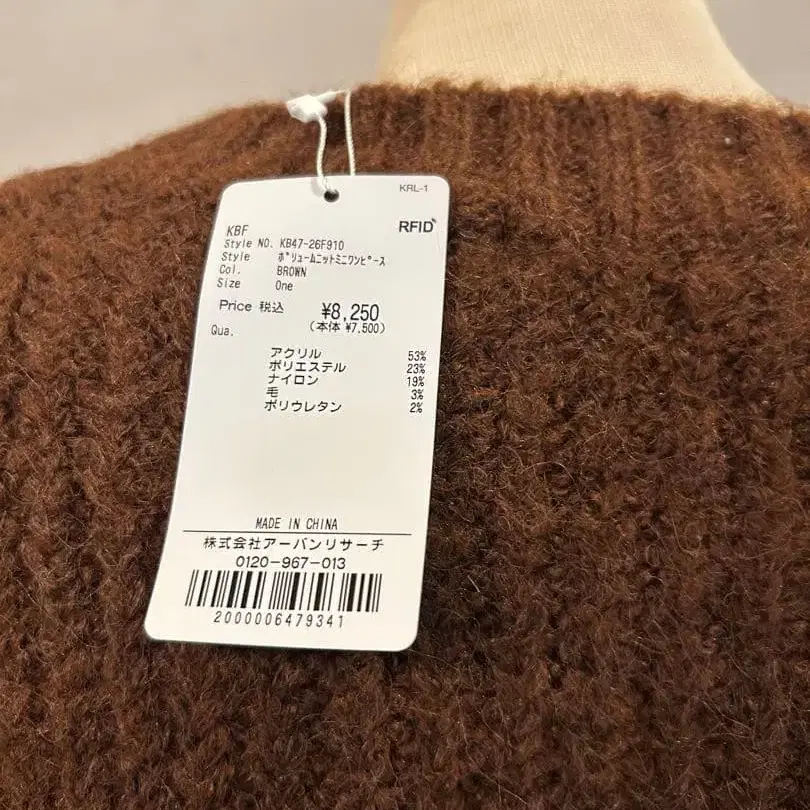 KRL-1
RFID
KBF
Style NO. KB47-26F910
Style ﾎﾞﾘｭｰﾑﾆｯﾄﾐﾆﾜﾝﾋﾟｰｽ
Col. BROWN
Size One
Price 税込 ¥8,250
(本体 ¥7,500)
Qua.
アクリル 53%
ポリエステル 23%
ナイロン 19%
毛 3%
ポリウレタン 2%
MADE IN CHINA
株式会社アーバンリサーチ
0120-967-013
2000006479341